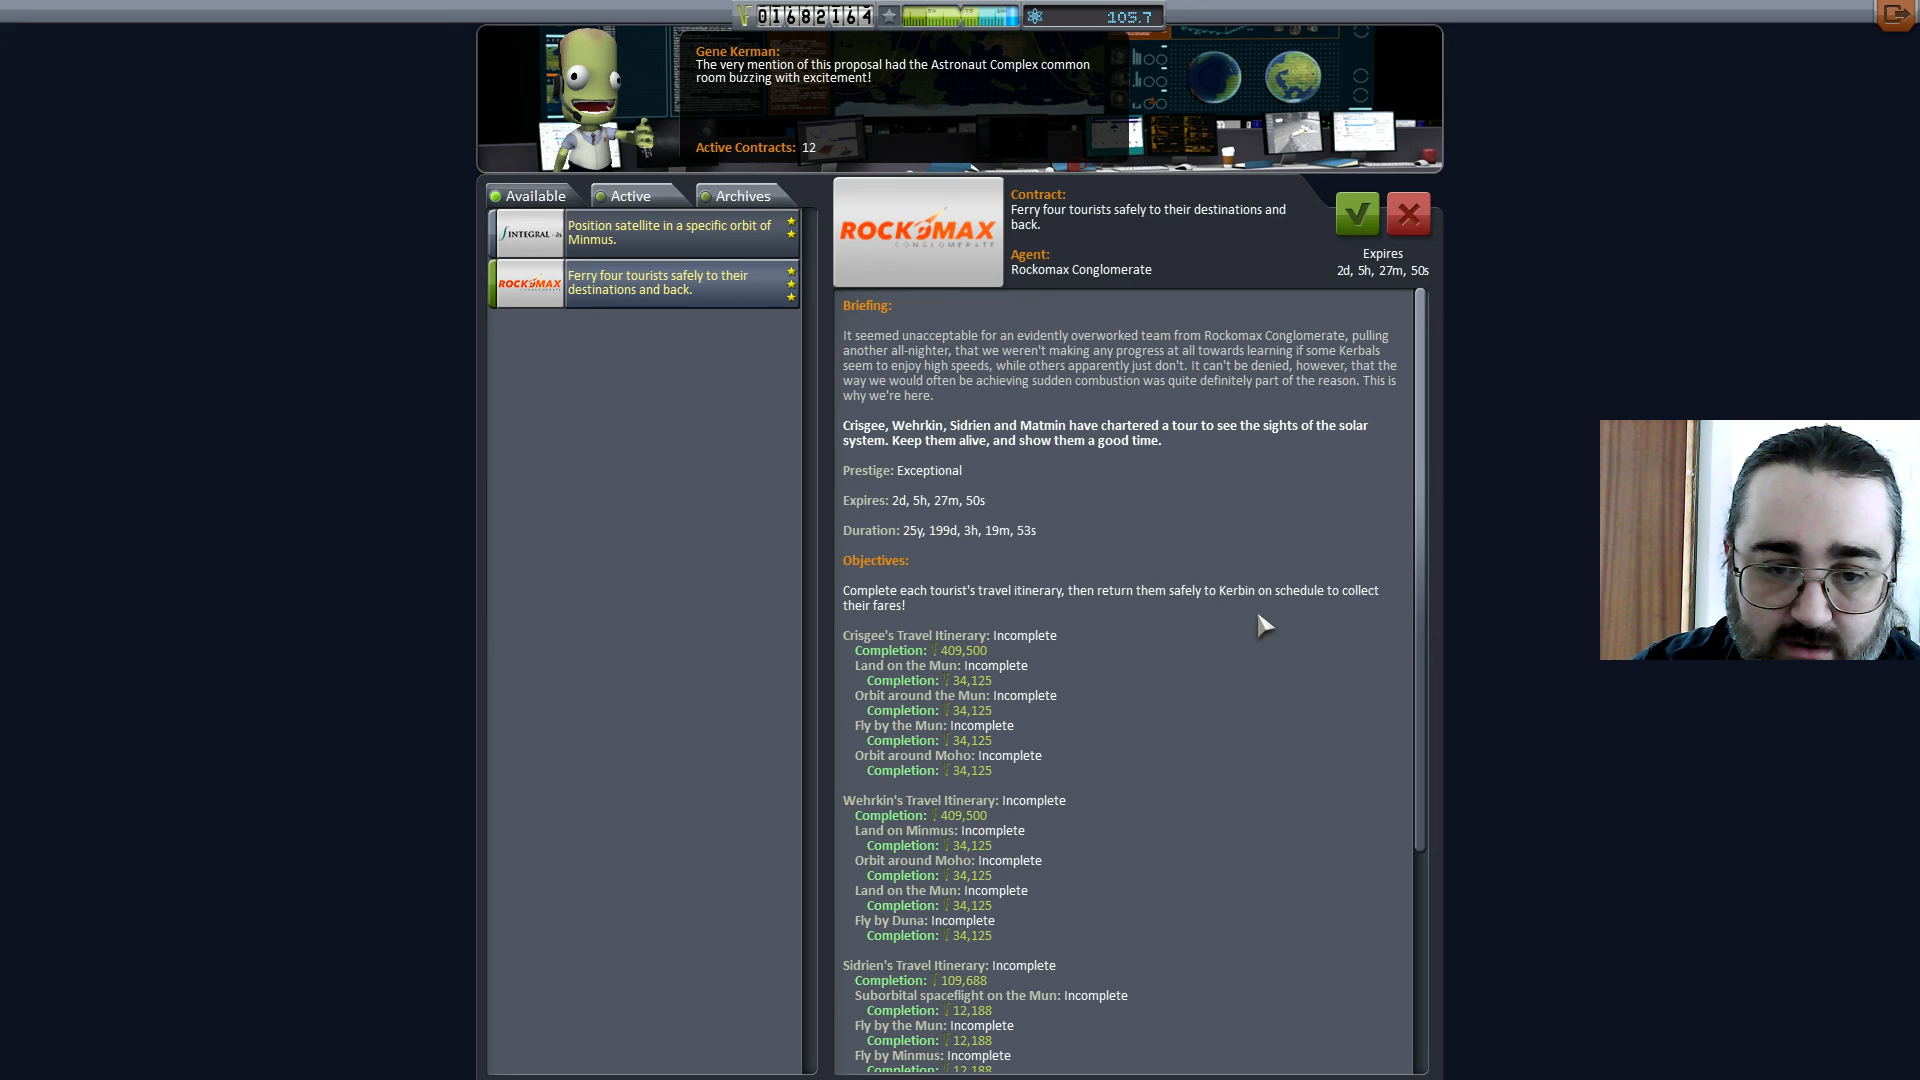 01682164
50 75 100
105.7
Gene Kerman:
The very mention of this proposal had the Astronaut Complex common
room buzzing with excitement!
Active Contracts: 12
Available
Active
Archives
INTEGRAL
Position satellite in a specific orbit of
Minmus.
ROCKOMAX
CONGLOMERATE
Ferry four tourists safely to their
destinations and back.
ROCKOMAX
CONGLOMERATE
Contract:
Ferry four tourists safely to their destinations and
back.
Agent:
Rockomax Conglomerate
Expires
2d, 5h, 27m, 50s
Briefing:
It seemed unacceptable for an evidently overworked team from Rockomax Conglomerate, pulling
another all-nighter, that we weren't making any progress at all towards learning if some Kerbals
seem to enjoy high speeds, while others apparently just don't. It can't be denied, however, that the
way we would often be achieving sudden combustion was quite definitely part of the reason. This is
why we're here.
Crisgee, Wehrkin, Sidrien and Matmin have chartered a tour to see the sights of the solar
system. Keep them alive, and show them a good time.
Prestige: Exceptional
Expires: 2d, 5h, 27m, 50s
Duration: 25y, 199d, 3h, 19m, 53s
Objectives:
Complete each tourist's travel itinerary, then return them safely to Kerbin on schedule to collect
their fares!
Crisgee's Travel Itinerary: Incomplete
Completion: 409,500
Land on the Mun: Incomplete
Completion: 34,125
Orbit around the Mun: Incomplete
Completion: 34,125
Fly by the Mun: Incomplete
Completion: 34,125
Orbit around Moho: Incomplete
Completion: 34,125
Wehrkin's Travel Itinerary: Incomplete
Completion: 409,500
Land on Minmus: Incomplete
Completion: 34,125
Orbit around Moho: Incomplete
Completion: 34,125
Land on the Mun: Incomplete
Completion: 34,125
Fly by Duna: Incomplete
Completion: 34,125
Sidrien's Travel Itinerary: Incomplete
Completion: 109,688
Suborbital spaceflight on the Mun: Incomplete
Completion: 12,188
Fly by the Mun: Incomplete
Completion: 12,188
Fly by Minmus: Incomplete
Completion: 12,188